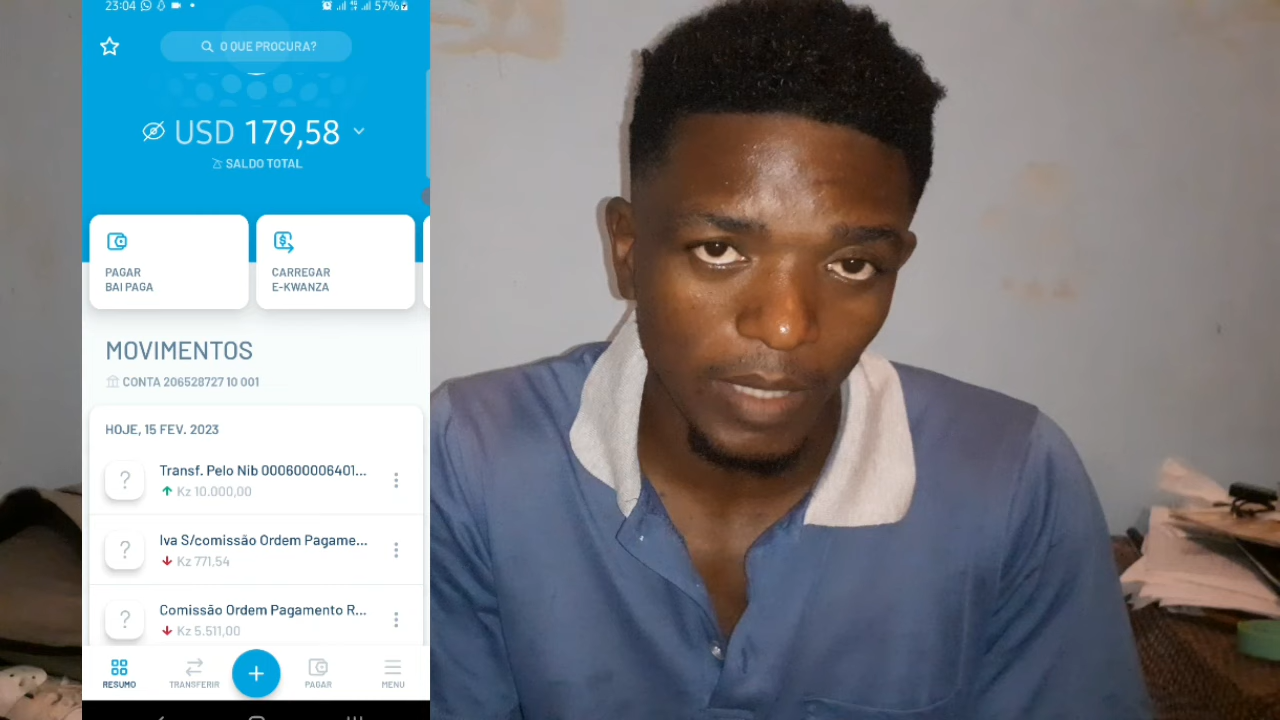 23:04 57%
O QUE PROCURA?
USD 179,58
SALDO TOTAL
PAGAR
BAI PAGA
CARREGAR
E-KWANZA
MOVIMENTOS
CONTA 206528727 10 001
HOJE, 15 FEV. 2023
Transf. Pelo Nib 000600006401...
Kz 10.000,00
Iva S/comissão Ordem Pagame...
Kz 771,54
Comissão Ordem Pagamento R...
Kz 5.511,00
RESUMO TRANSFERIR + PAGAR MENU